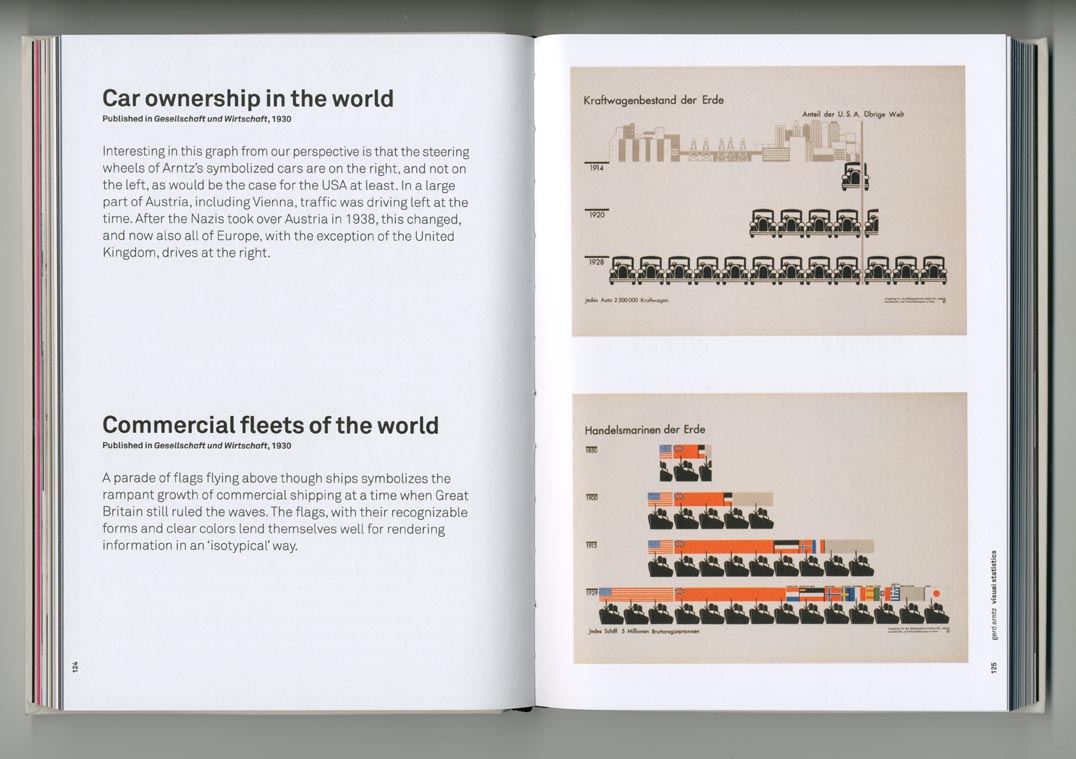 Car ownership in the world
Published in Gesellschaft und Wirtschaft, 1930
Interesting in this graph from our perspective is that the steering
wheels of Arntz's symbolized cars are on the right, and not on
the left, as would be the case for the USA at least. In a large
part of Austria, including Vienna, traffic was driving left at the
time. After the Nazis took over Austria in 1938, this changed,
and now also all of Europe, with the exception of the United
Kingdom, drives at the right.
Commercial fleets of the world
Published in Gesellschaft und Wirtschaft, 1930
A parade of flags flying above though ships symbolizes the
rampant growth of commercial shipping at a time when Great
Britain still ruled the waves. The flags, with their recognizable
forms and clear colors lend themselves well for rendering
information in an 'isotypical' way.
124
Kraftwagenbestand der Erde
Anteil der U.S.A. Übrige Welt
1914
1920
1928
jedes Auto 2 500 000 Kraftwagen
Handelsmarinen der Erde
1850
1900
1913
1929
jedes Schiff 5 Millionen Bruttoregistertonnen
gerd arntz visual statistics
125